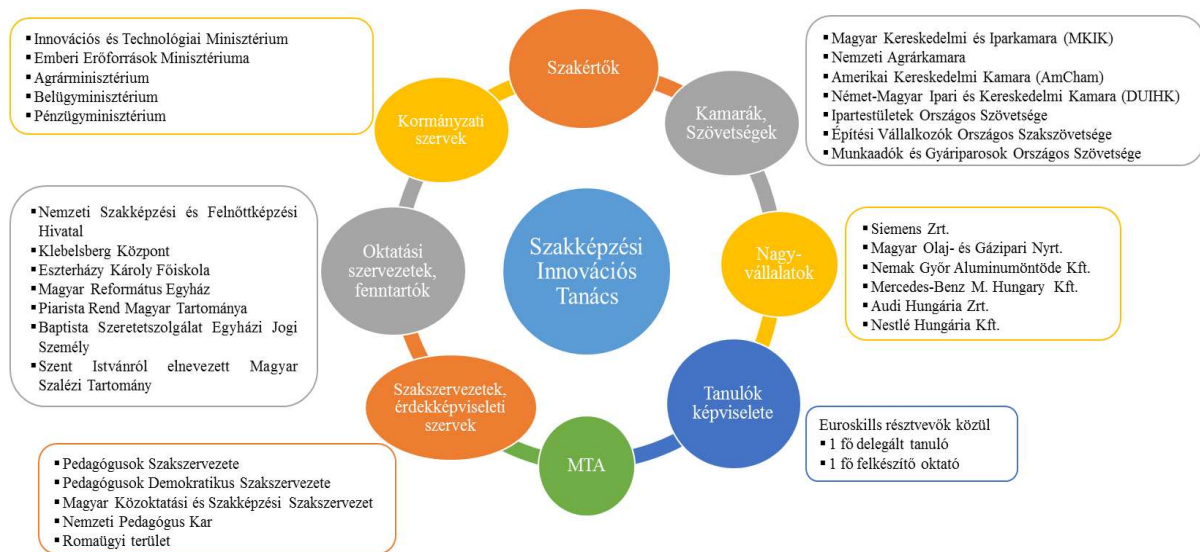 Innovációs és Technológiai Minisztérium
Emberi Erőforrások Minisztériuma
Agrárminisztérium
Belügyminisztérium
Pénzügyminisztérium
Kormányzati
szervek
Szakértők
Kamarák,
Szövetségek
Magyar Kereskedelmi és Iparkamara (MKIK)
Nemzeti Agrárkamara
Amerikai Kereskedelmi Kamara (AmCham)
Német-Magyar Ipari és Kereskedelmi Kamara (DUIHK)
Ipartestületek Országos Szövetsége
Építési Vállalkozók Országos Szakszövetsége
Munkaadók és Gyáriparosok Országos Szövetsége
Nemzeti Szakképzési és Felnőttképzési
Hivatal
Klebelsberg Központ
Eszterházy Károly Főiskola
Magyar Református Egyház
Piarista Rend Magyar Tartománya
Baptista Szeretetszolgálat Egyházi Jogi
Személy
Szent Istvánról elnevezett Magyar
Szalézi Tartomány
Oktatási
szervezetek,
fenntartók
Szakképzési
Innovációs
Tanács
Nagy-
vállalatok
Siemens Zrt.
Magyar Olaj- és Gázipari Nyrt.
Nemak Győr Aluminumöntöde Kft.
Mercedes-Benz M. Hungary Kft.
Audi Hungária Zrt.
Nestlé Hungária Kft.
Szakszervezetek,
érdekképviseleti
szervek
MTA
Tanulók
képviselete
Euroskills résztvevők közül
1 fő delegált tanuló
1 fő felkészítő oktató
Pedagógusok Szakszervezete
Pedagógusok Demokratikus Szakszervezete
Magyar Közoktatási és Szakképzési Szakszervezet
Nemzeti Pedagógus Kar
Romaügyi terület